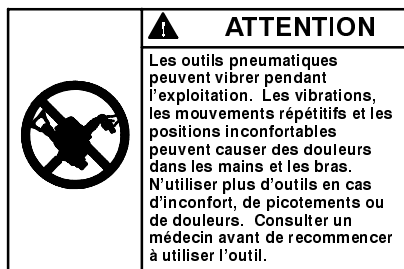 ATTENTION
Les outils pneumatiques
peuvent vibrer pendant
l'exploitation. Les vibrations,
les mouvements répétitifs et les
positions inconfortables
peuvent causer des douleurs
dans les mains et les bras.
N'utiliser plus d'outils en cas
d'inconfort, de picotements ou
de douleurs. Consulter un
médecin avant de recommencer
à utiliser l'outil.